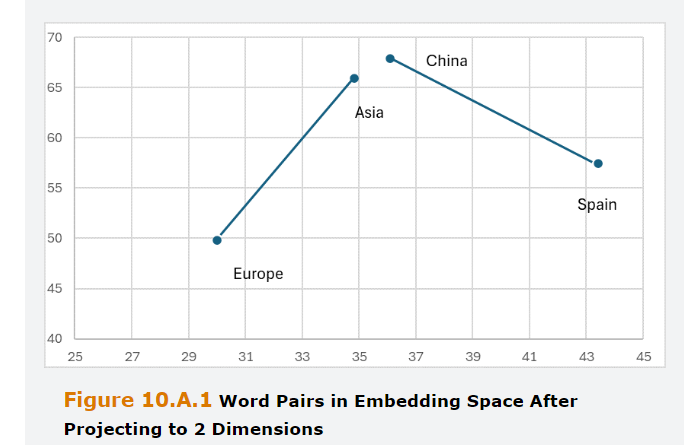 70
China
65
Asia
60
55
Spain
50
Europe
45
40
25 27 29 31 33 35 37 39 41 43 45
Figure 10.A.1 Word Pairs in Embedding Space After
Projecting to 2 Dimensions